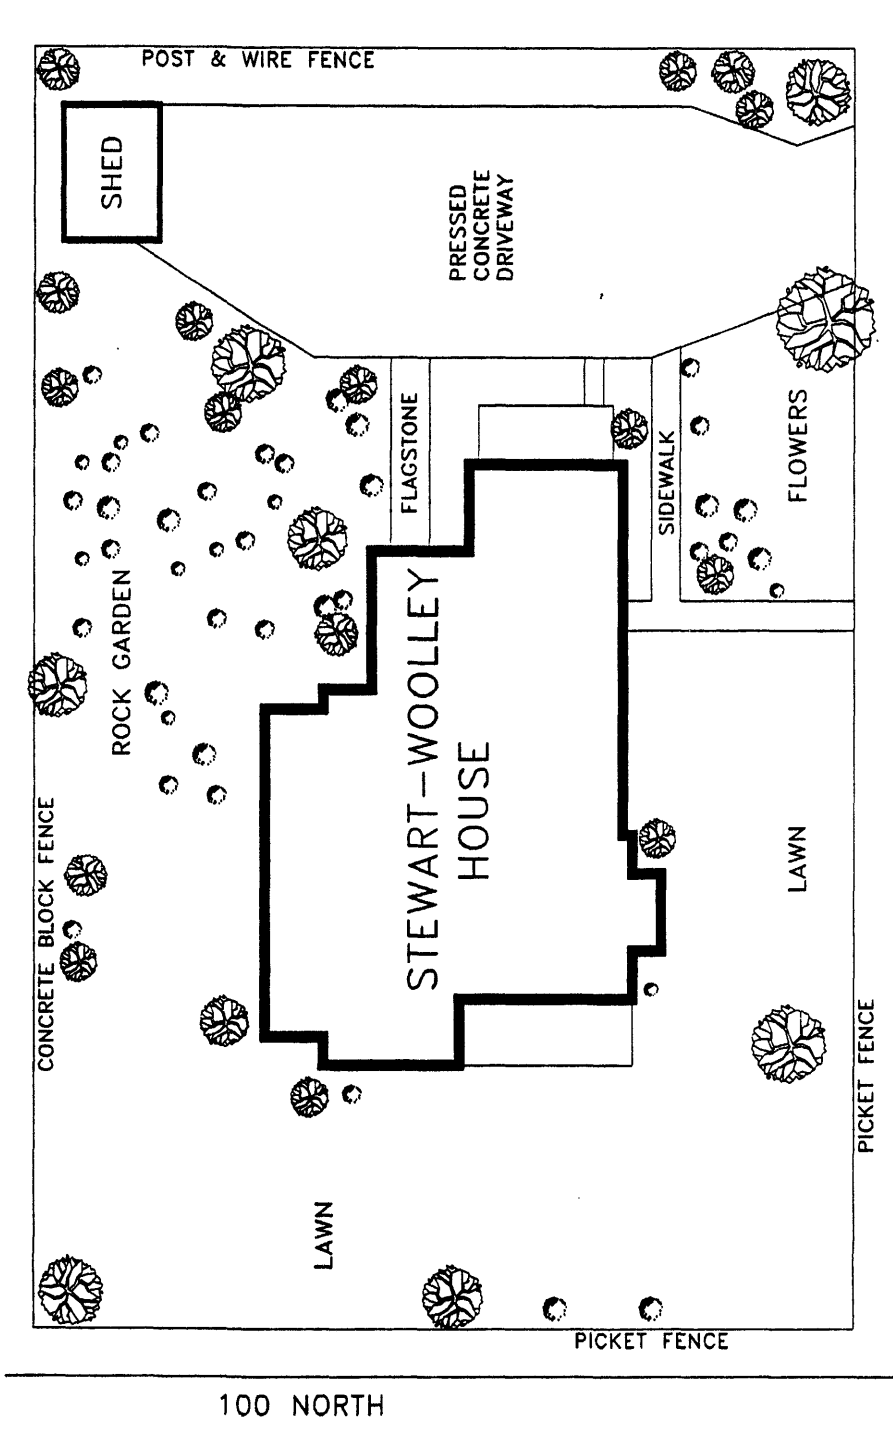 POST & WIRE FENCE
SHED
PRESSED
CONCRETE
DRIVEWAY
FLAGSTONE
SIDEWALK
FLOWERS
ROCK GARDEN
STEWART-WOOLLEY
HOUSE
CONCRETE BLOCK FENCE
LAWN
PICKET FENCE
LAWN
PICKET FENCE
100 NORTH